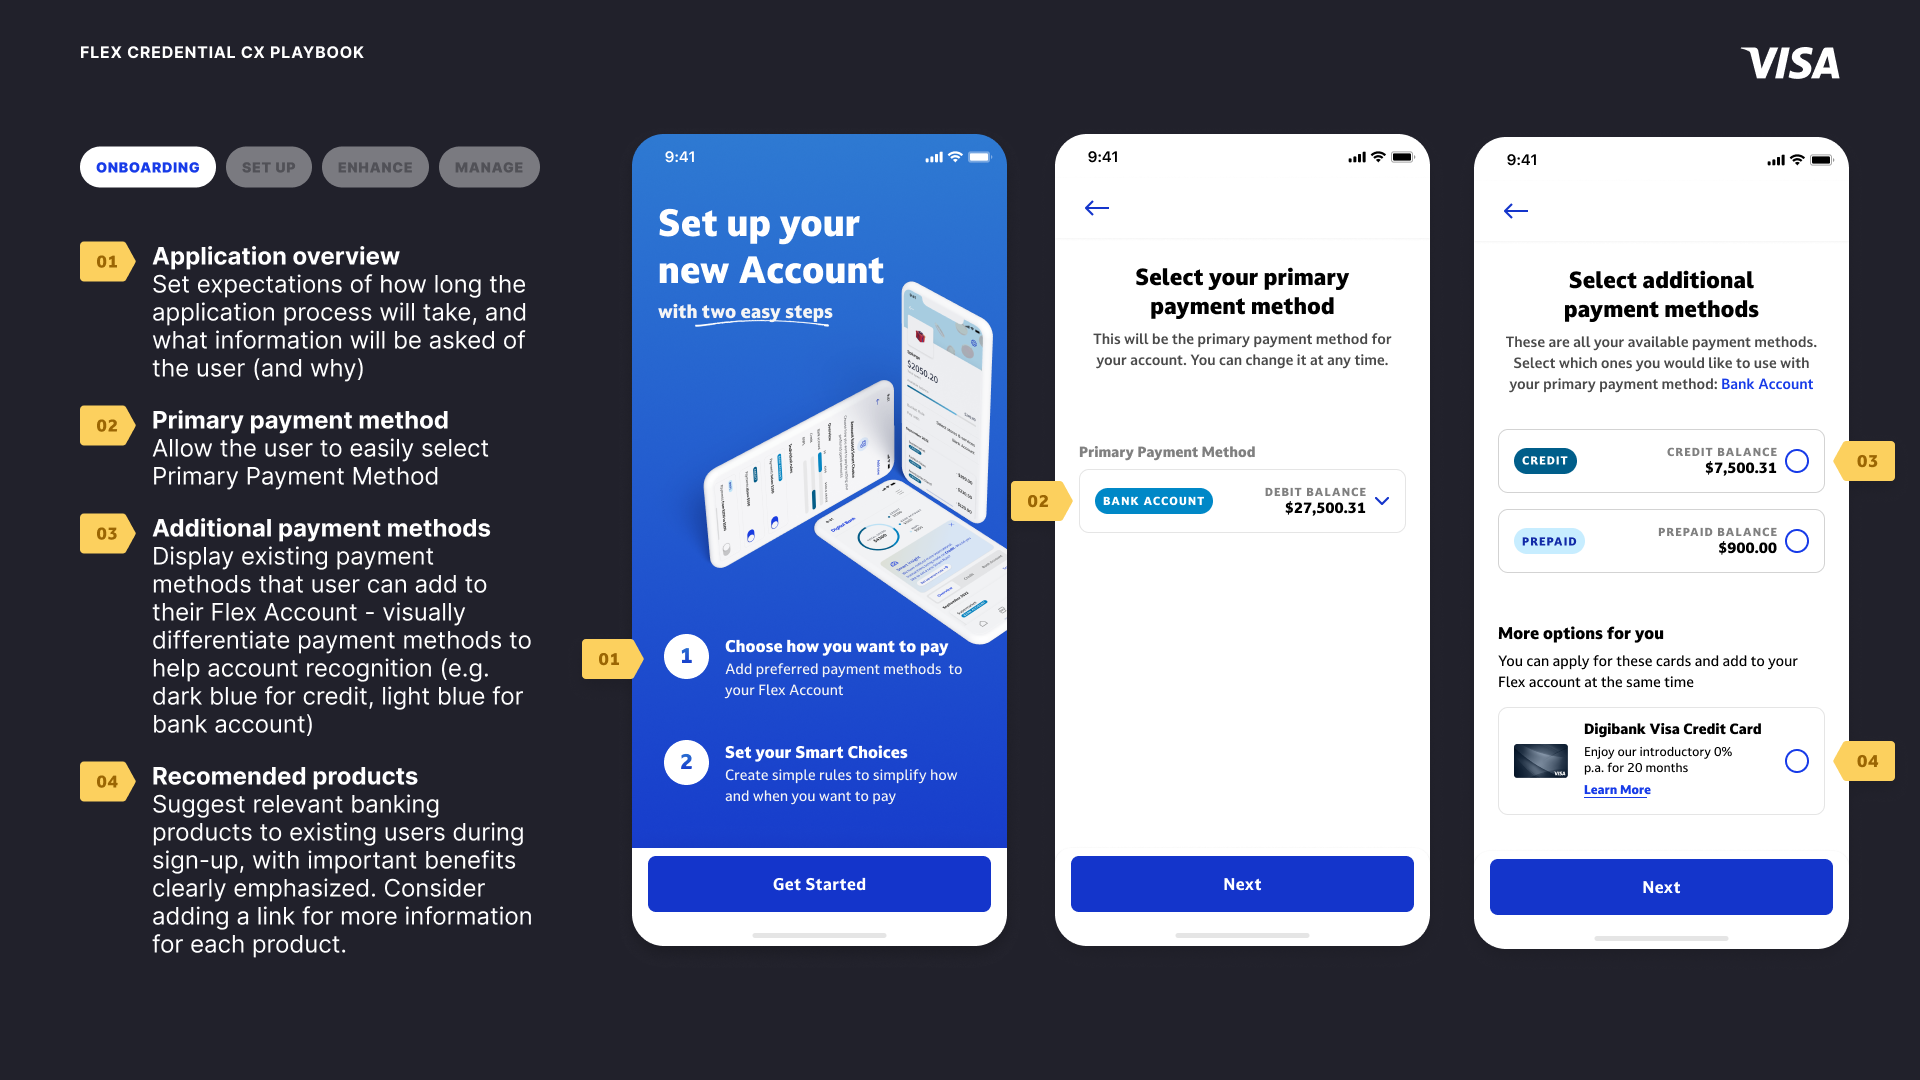 FLEX CREDENTIAL CX PLAYBOOK
VISA
ONBOARDING
SET UP
ENHANCE
MANAGE
01
Application overview
Set expectations of how long the
application process will take, and
what information will be asked of
the user (and why)
02
Primary payment method
Allow the user to easily select
Primary Payment Method
03
Additional payment methods
Display existing payment
methods that user can add to
their Flex Account - visually
differentiate payment methods to
help account recognition (e.g.
dark blue for credit, light blue for
bank account)
04
Recomended products
Suggest relevant banking
products to existing users during
sign-up, with important benefits
clearly emphasized. Consider
adding a link for more information
for each product.
9:41
Set up your
new Account
with two easy steps
$2050.20
Digital Bank
01
1
Choose how you want to pay
Add preferred payment methods to
your Flex Account
2
Set your Smart Choices
Create simple rules to simplify how
and when you want to pay
Get Started
9:41
Select your primary
payment method
This will be the primary payment method for
your account. You can change it at any time.
Primary Payment Method
02
BANK ACCOUNT
DEBIT BALANCE
$27,500.31
Next
9:41
Select additional
payment methods
These are all your available payment methods.
Select which ones you would like to use with
your primary payment method: Bank Account
CREDIT
CREDIT BALANCE
$7,500.31
03
PREPAID
PREPAID BALANCE
$900.00
More options for you
You can apply for these cards and add to your
Flex account at the same time
VISA
Digibank Visa Credit Card
Enjoy our introductory 0%
p.a. for 20 months
Learn More
04
Next